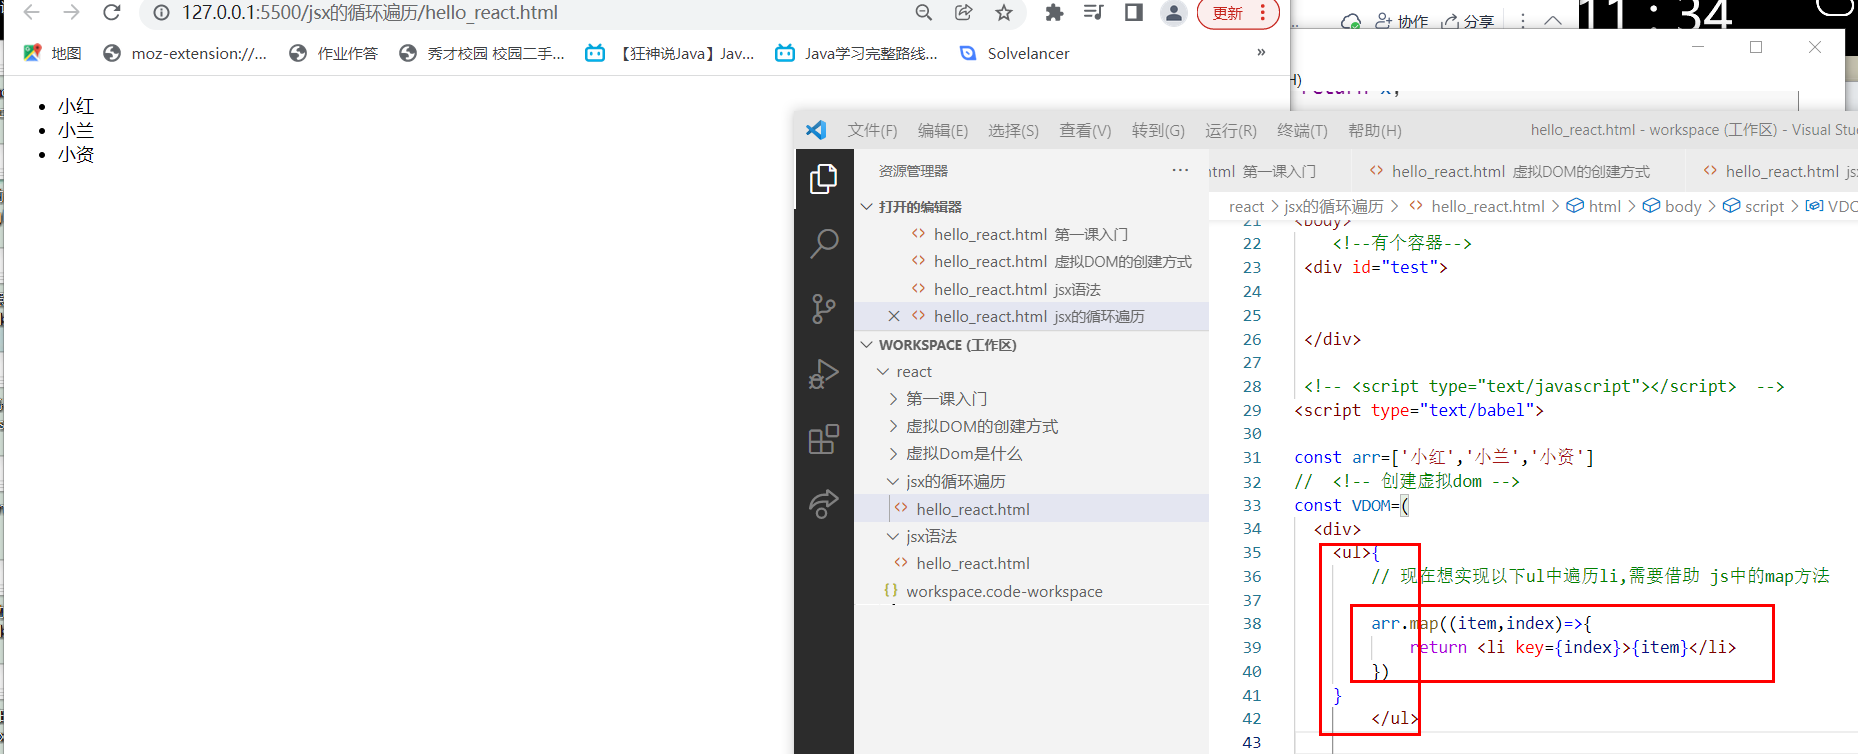 127.0.0.1:5500/jsx的循环遍历/hello_react.html
更新
地图
moz-extension://...
作业作答
秀才校园 校园二手...
【狂神说Java】Jav...
Java学习完整路线...
Solvelancer
»
小红
小兰
小资
协作
分享
11:34
H)
return x;
文件(F)
编辑(E)
选择(S)
查看(V)
转到(G)
运行(R)
终端(T)
帮助(H)
hello_react.html - workspace (工作区) - Visual Stu
资源管理器
html 第一课入门
hello_react.html 虚拟DOM的创建方式
hello_react.html js
打开的编辑器
hello_react.html 第一课入门
hello_react.html 虚拟DOM的创建方式
hello_react.html jsx语法
hello_react.html jsx的循环遍历
WORKSPACE (工作区)
react
第一课入门
虚拟DOM的创建方式
虚拟Dom是什么
jsx的循环遍历
hello_react.html
jsx语法
hello_react.html
{} workspace.code-workspace
react > jsx的循环遍历 > hello_react.html > html > body > script > VDO
21 <body>
22 <!--有个容器-->
23 <div id="test">
24
25
26 </div>
27
28 <!-- <script type="text/javascript"></script> -->
29 <script type="text/babel">
30
31 const arr=['小红','小兰','小资']
32 // <!-- 创建虚拟dom -->
33 const VDOM=(
34 <div>
35 <ul>{
36 // 现在想实现以下ul中遍历li,需要借助 js中的map方法
37
38 arr.map((item,index)=>{
39 return <li key={index}>{item}</li>
40 })
41 }
42 </ul>
43